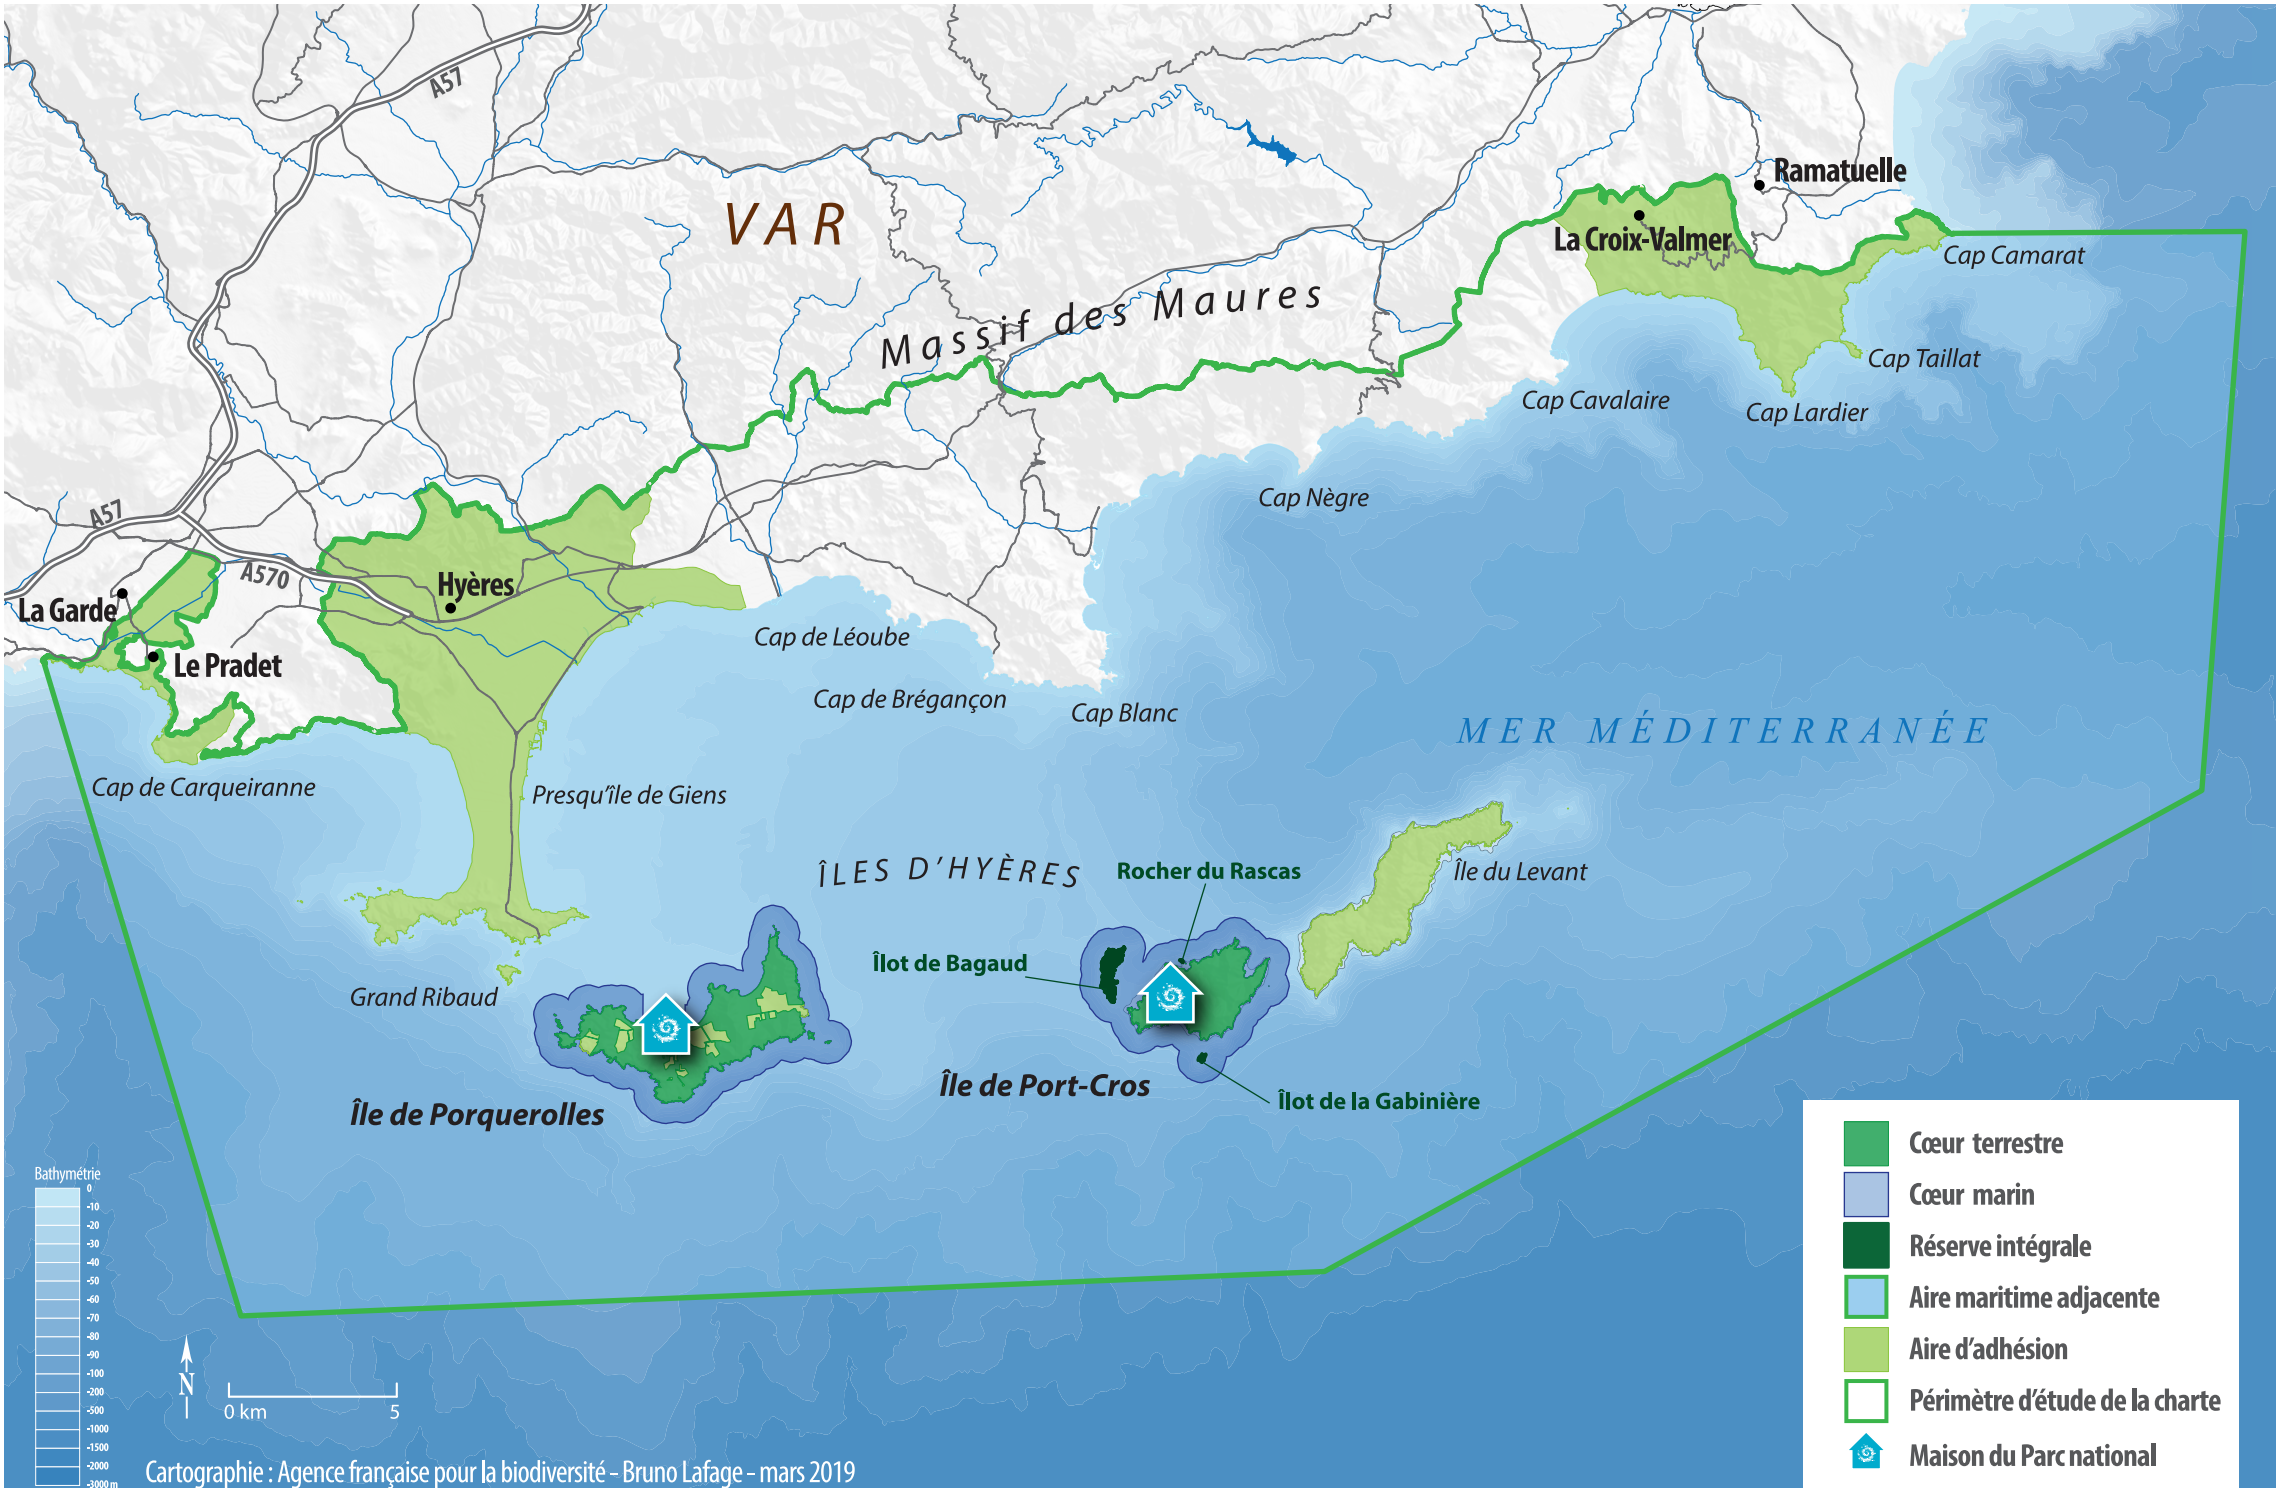 A57
VAR
Ramatuelle
La Croix-Valmer
Cap Camarat
Massif des Maures
Cap Taillat
Cap Cavalaire
Cap Lardier
Cap Nègre
A57
A570
Hyères
La Garde
Le Pradet
Cap de Léoube
Cap de Brégançon
Cap Blanc
MER MÉDITERRANÉE
Cap de Carqueiranne
Presqu'île de Giens
ÎLES D'HYÈRES
Rocher du Rascas
Île du Levant
Îlot de Bagaud
Grand Ribaud
Île de Port-Cros
Îlot de la Gabinière
Île de Porquerolles
Bathymétrie
0
-10
-20
-30
-40
-50
-60
-70
-80
-90
-100
-200
-500
-1000
-1500
-2000
-3000 m
N
0 km 5
Cartographie : Agence française pour la biodiversité - Bruno Lafage - mars 2019
Cœur terrestre
Cœur marin
Réserve intégrale
Aire maritime adjacente
Aire d'adhésion
Périmètre d'étude de la charte
Maison du Parc national